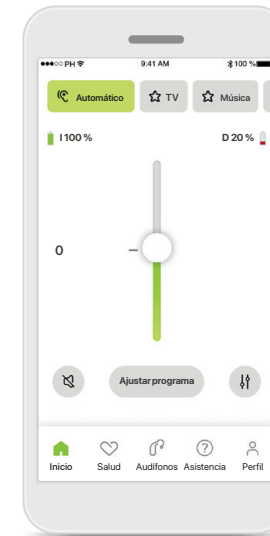 PH 9:41 AM 100 %
Automático TV Música
I 100 % D 20 %
0
Ajustar programa
Inicio Salud Audífonos Asistencia Perfil